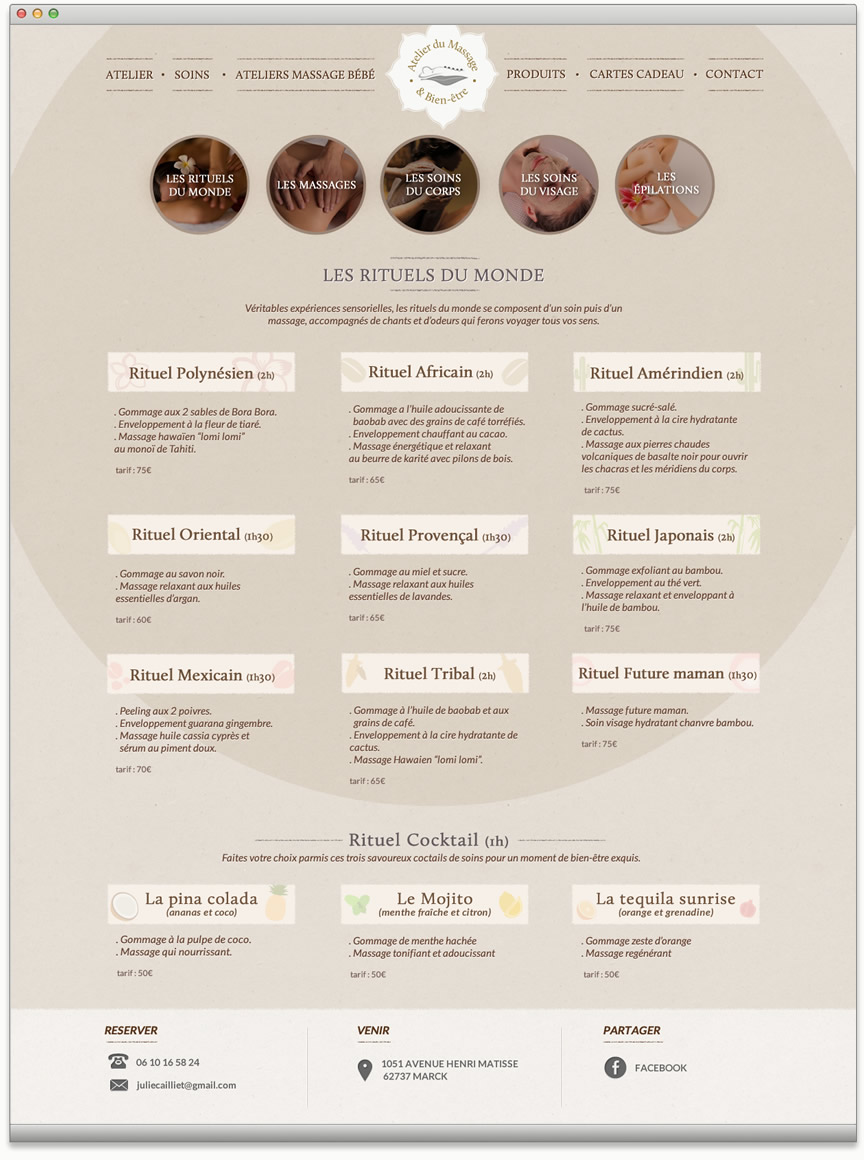 ATELIER • SOINS • ATELIERS MASSAGE BÉBÉ
Atelier du Massage
& Bien-être
PRODUITS • CARTES CADEAU • CONTACT
LES RITUELS
DU MONDE
LES MASSAGES
LES SOINS
DU CORPS
LES SOINS
DU VISAGE
LES
ÉPILATIONS
LES RITUELS DU MONDE
Véritables expériences sensorielles, les rituels du monde se composent d'un soin puis d'un
massage, accompagnés de chants et d'odeurs qui ferons voyager tous vos sens.
Rituel Polynésien (2h)
. Gommage aux 2 sables de Bora Bora.
. Enveloppement à la fleur de tiaré.
. Massage hawaïen "lomi lomi"
au monoï de Tahiti.
tarif : 75€
Rituel Africain (2h)
. Gommage a l'huile adoucissante de
baobab avec des grains de café torréfiés.
. Enveloppement chauffant au cacao.
. Massage énergétique et relaxant
au beurre de karité avec pilons de bois.
tarif : 65€
Rituel Amérindien (2h)
. Gommage sucré-salé.
. Enveloppement à la cire hydratante
de cactus.
. Massage aux pierres chaudes
volcaniques de basalte noir pour ouvrir
les chacras et les méridiens du corps.
tarif : 75€
Rituel Oriental (1h30)
. Gommage au savon noir.
. Massage relaxant aux huiles
essentielles d'argan.
tarif : 60€
Rituel Provençal (1h30)
. Gommage au miel et sucre.
. Massage relaxant aux huiles
essentielles de lavandes.
tarif : 65€
Rituel Japonais (2h)
. Gommage exfoliant au bambou.
. Enveloppement au thé vert.
. Massage relaxant et enveloppant à
l'huile de bambou.
tarif : 75€
Rituel Mexicain (1h30)
. Peeling aux 2 poivres.
. Enveloppement guarana gingembre.
. Massage huile cassia cyprès et
sérum au piment doux.
tarif : 70€
Rituel Tribal (2h)
. Gommage à l'huile de baobab et aux
grains de café.
. Enveloppement à la cire hydratante de
cactus.
. Massage Hawaien "lomi lomi".
tarif : 65€
Rituel Future maman (1h30)
. Massage future maman.
. Soin visage hydratant chanvre bambou.
tarif : 75€
Rituel Cocktail (1h)
Faites votre choix parmis ces trois savoureux coctails de soins pour un moment de bien-être exquis.
La pina colada
(ananas et coco)
. Gommage à la pulpe de coco.
. Massage qui nourrissant.
tarif : 50€
Le Mojito
(menthe fraîche et citron)
. Gommage de menthe hachée
. Massage tonifiant et adoucissant
tarif : 50€
La tequila sunrise
(orange et grenadine)
. Gommage zeste d'orange
. Massage regénérant
tarif : 50€
RESERVER
06 10 16 58 24
juliecailliet@gmail.com
VENIR
1051 AVENUE HENRI MATISSE
62737 MARCK
PARTAGER
FACEBOOK